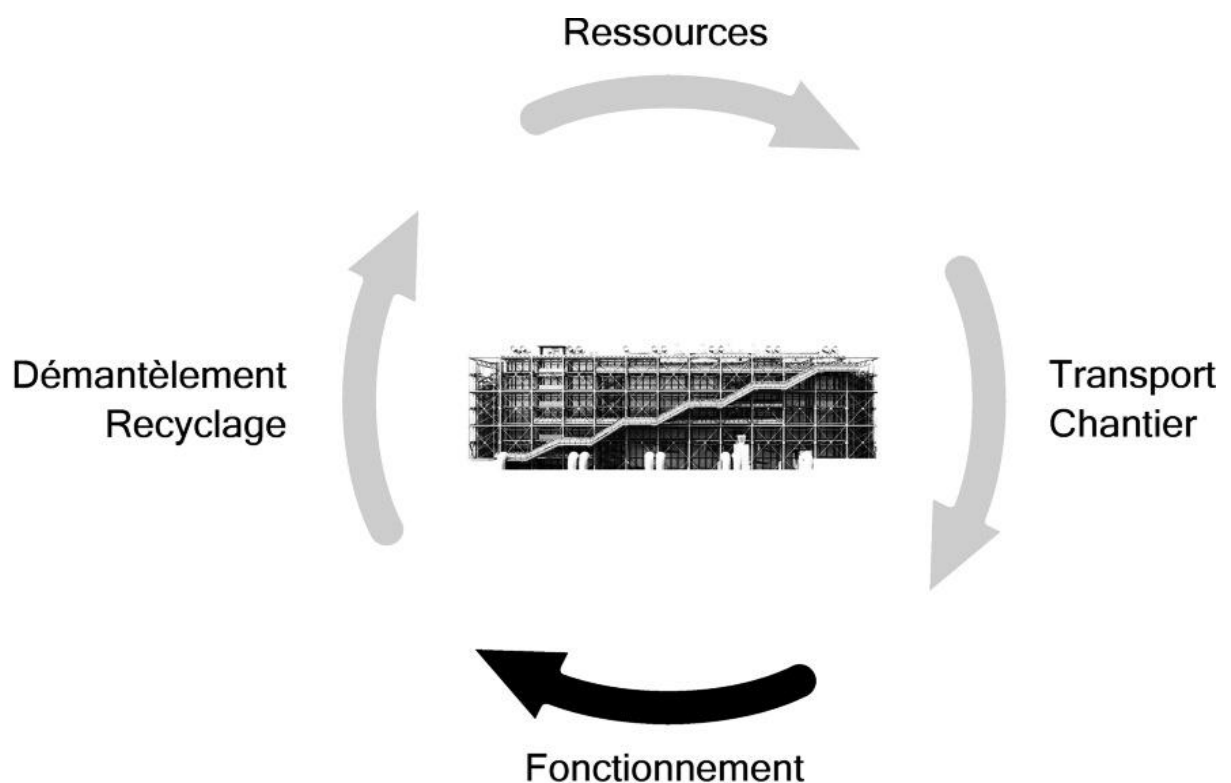 Ressources
Démantèlement
Recyclage
Transport
Chantier
Fonctionnement